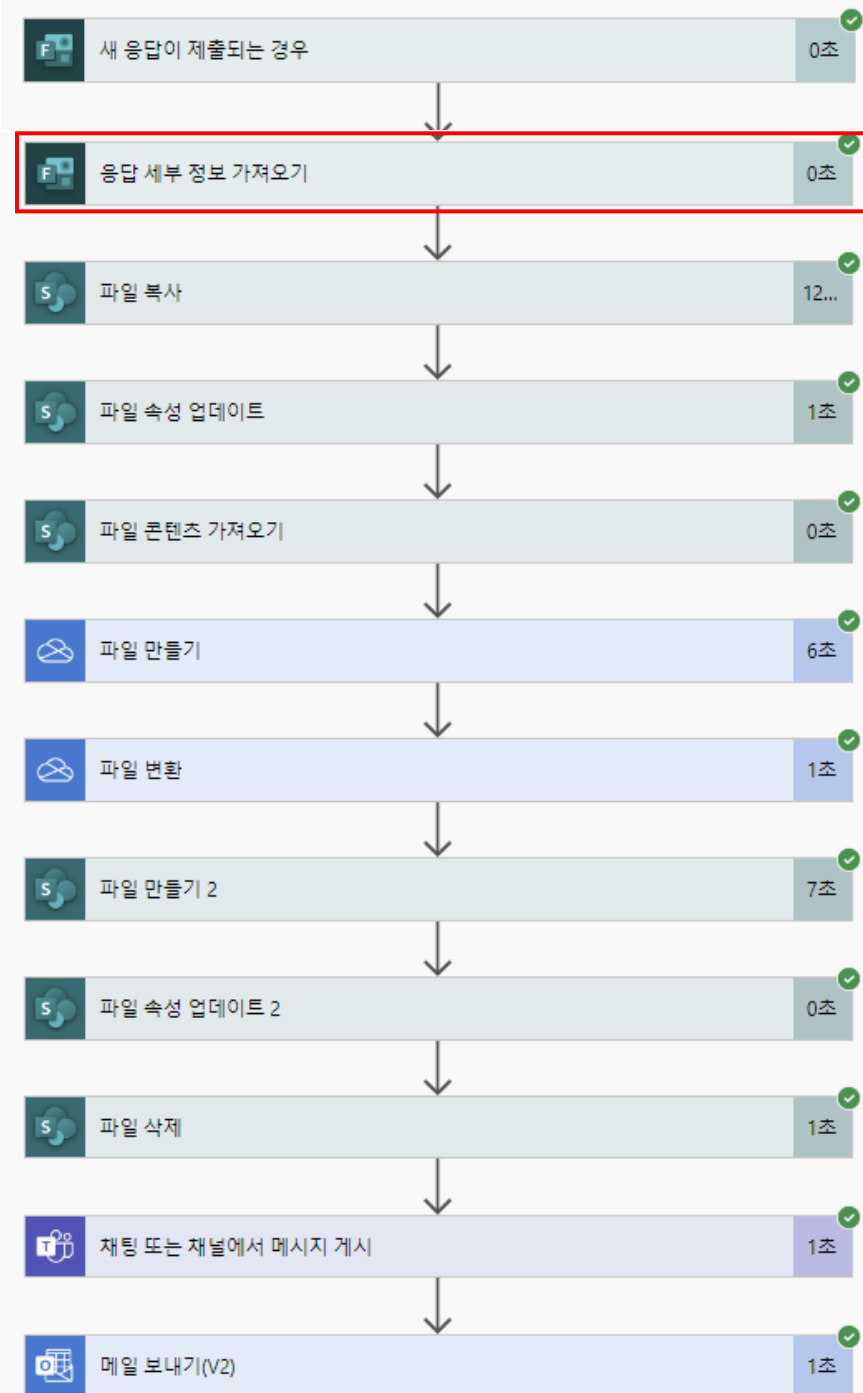 새 응답이 제출되는 경우 0초
응답 세부 정보 가져오기 0초
파일 복사 12...
파일 속성 업데이트 1초
파일 콘텐츠 가져오기 0초
파일 만들기 6초
파일 변환 1초
파일 만들기 2 7초
파일 속성 업데이트 2 0초
파일 삭제 1초
채팅 또는 채널에서 메시지 게시 1초
메일 보내기(V2) 1초